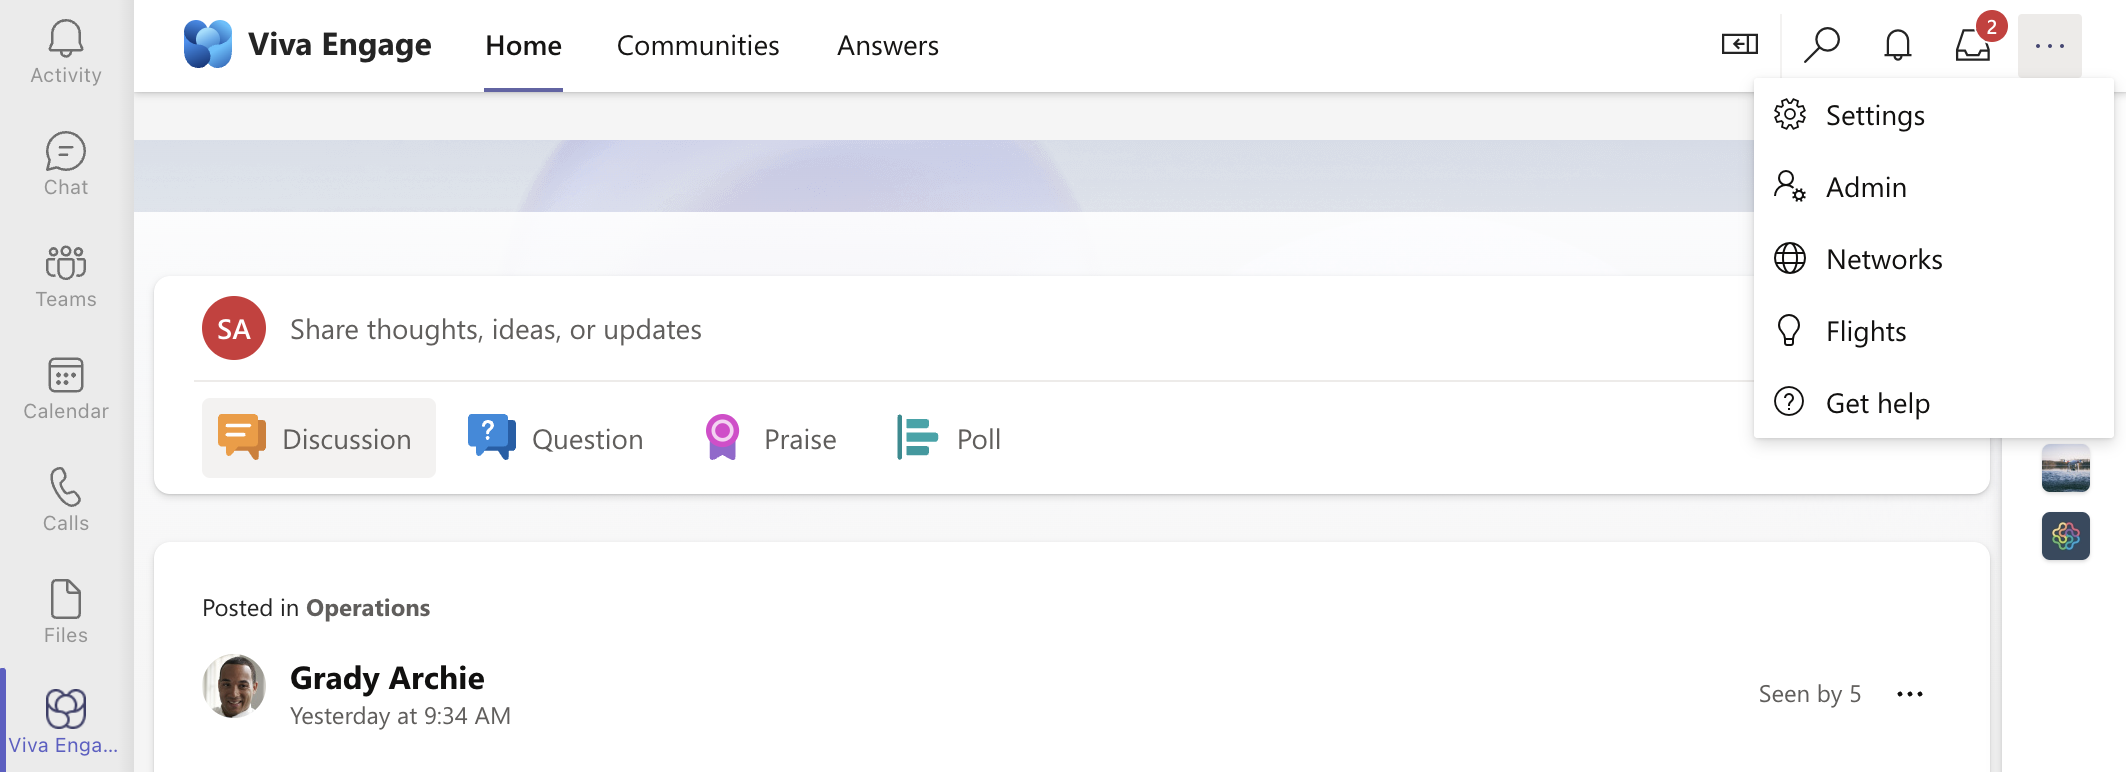 Activity
Chat
Teams
Calendar
Calls
Files
Viva Enga...
Viva Engage
Home
Communities
Answers
2
Settings
Admin
Networks
Flights
Get help
SA
Share thoughts, ideas, or updates
Discussion
Question
Praise
Poll
Posted in Operations
Grady Archie
Yesterday at 9:34 AM
Seen by 5